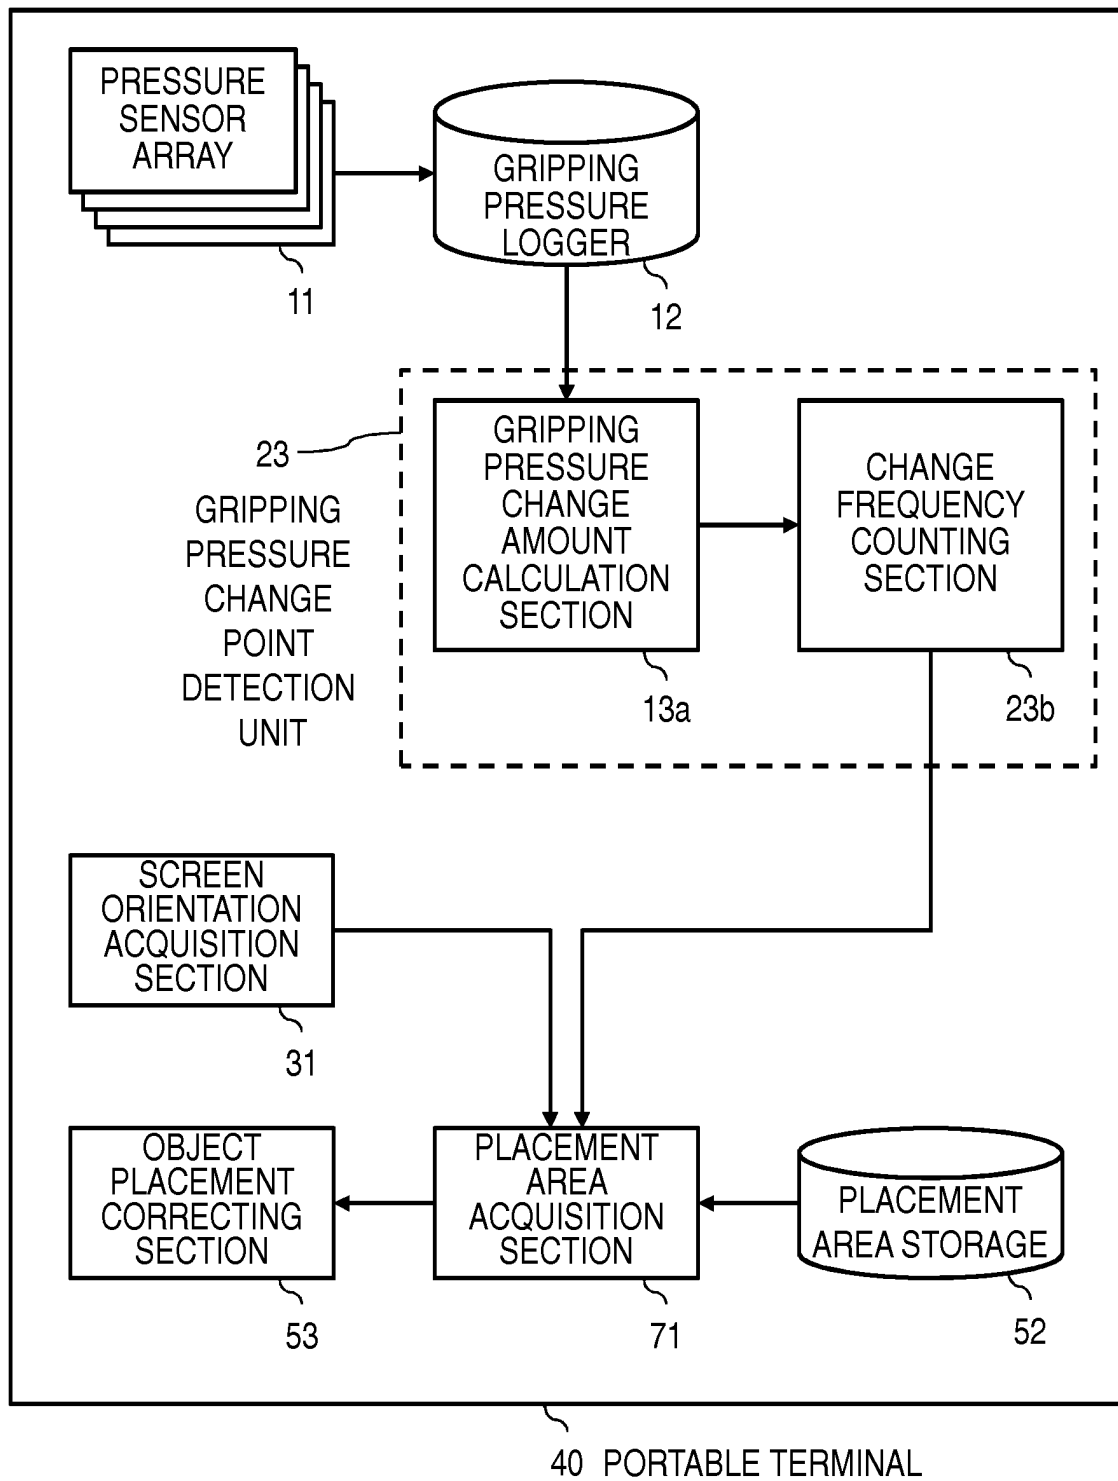 PRESSURE
SENSOR
ARRAY
11
GRIPPING
PRESSURE
LOGGER
12
23
GRIPPING
PRESSURE
CHANGE
POINT
DETECTION
UNIT
GRIPPING
PRESSURE
CHANGE
AMOUNT
CALCULATION
SECTION
13a
CHANGE
FREQUENCY
COUNTING
SECTION
23b
SCREEN
ORIENTATION
ACQUISITION
SECTION
31
OBJECT
PLACEMENT
CORRECTING
SECTION
53
PLACEMENT
AREA
ACQUISITION
SECTION
71
PLACEMENT
AREA STORAGE
52
40 PORTABLE TERMINAL